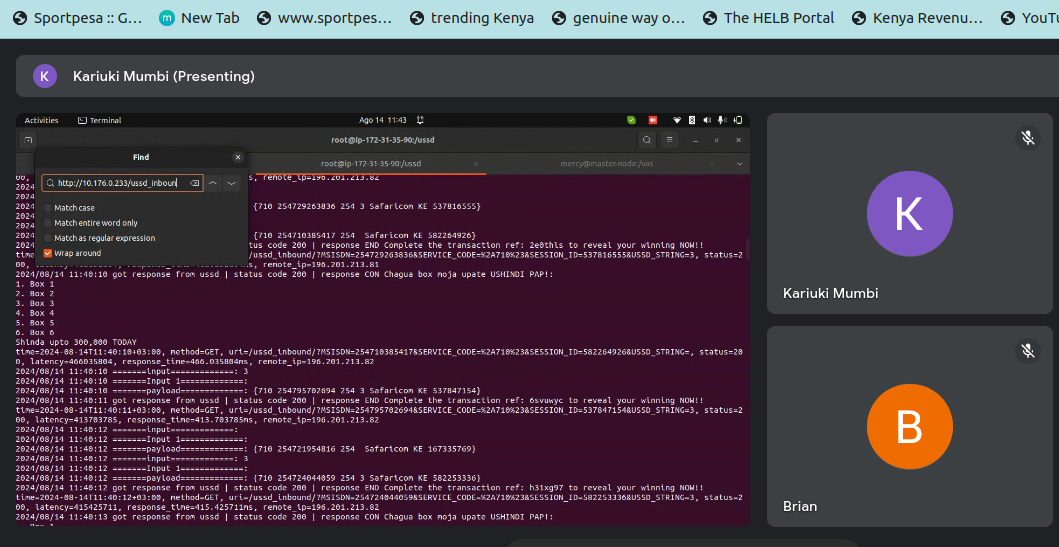 Sportpesa :: G…
New Tab
www.sportpes…
trending Kenya
genuine way o…
The HELB Portal
Kenya Revenu…
YouTu
K
Kariuki Mumbi (Presenting)
Activities
Terminal
Ago 14 11:43
root@ip-172-31-35-90:/ussd
root@ip-172-31-35-90:/ussd
mercy@master-node:/vas
Find
http://10.176.0.233/ussd_inboun
Match case
Match entire word only
Match as regular expression
Wrap around
00, s, remote_ip=196.201.213.82
2024
2024
2024 {710 254729263836 254 3 Safaricom KE 537816555}
2024
2024
2024 {710 254710385417 254 Safaricom KE 582264926}
2024 tus code 200 | response END Complete the transaction ref: 2e0this to reveal your winning NOW!!
time /ussd_inbound/?MSISDN=254729263836&SERVICE_CODE=%2A710%23&SESSION_ID=537816555&USSD_STRING=3, status=2
00, s, remote_ip=196.201.213.81
2024/08/14 11:40:10 got response from ussd | status code 200 | response CON Chagua box moja upate USHINDI PAP!:
1. Box 1
2. Box 2
3. Box 3
4. Box 4
5. Box 5
6. Box 6
Shinda upto 300,000 TODAY
time=2024-08-14T11:40:10+03:00, method=GET, uri=/ussd_inbound/?MSISDN=254710385417&SERVICE_CODE=%2A710%23&SESSION_ID=582264926&USSD_STRING=, status=20
0, latency=466035804, response_time=466.035804ms, remote_ip=196.201.213.82
2024/08/14 11:40:10 =======input=============: 3
2024/08/14 11:40:10 =======Input 1=============:
2024/08/14 11:40:10 =======payload=============: {710 254795702694 254 3 Safaricom KE 537847154}
2024/08/14 11:40:11 got response from ussd | status code 200 | response END Complete the transaction ref: 6svuwyc to reveal your winning NOW!!
time=2024-08-14T11:40:11+03:00, method=GET, uri=/ussd_inbound/?MSISDN=254795702694&SERVICE_CODE=%2A710%23&SESSION_ID=537847154&USSD_STRING=3, status=2
00, latency=413703785, response_time=413.703785ms, remote_ip=196.201.213.82
2024/08/14 11:40:12 =======input=============:
2024/08/14 11:40:12 =======Input 1=============:
2024/08/14 11:40:12 =======payload=============: {710 254721954816 254 Safaricom KE 167335769}
2024/08/14 11:40:12 =======input=============: 3
2024/08/14 11:40:12 =======Input 1=============:
2024/08/14 11:40:12 =======payload=============: {710 254724044059 254 3 Safaricom KE 582253336}
2024/08/14 11:40:12 got response from ussd | status code 200 | response END Complete the transaction ref: h31xg97 to reveal your winning NOW!!
time=2024-08-14T11:40:12+03:00, method=GET, uri=/ussd_inbound/?MSISDN=254724044059&SERVICE_CODE=%2A710%23&SESSION_ID=582253336&USSD_STRING=3, status=2
00, latency=415425711, response_time=415.425711ms, remote_ip=196.201.213.82
2024/08/14 11:40:13 got response from ussd | status code 200 | response CON Chagua box moja upate USHINDI PAP!:
K
Kariuki Mumbi
B
Brian